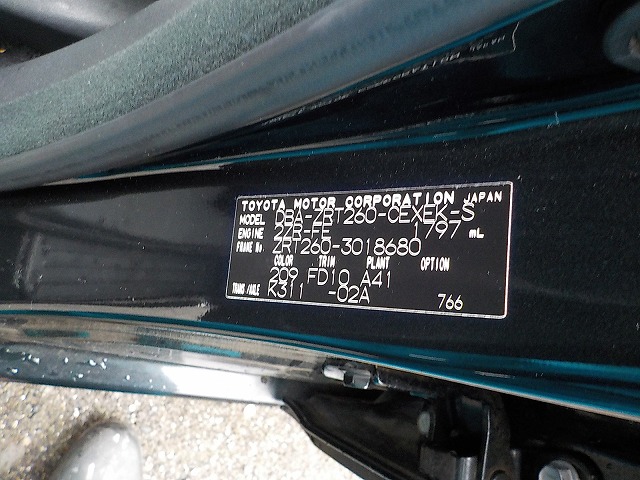 TOYOTA MOTOR CORPORATION JAPAN
MODEL DBA-ZRT260-CEXEK-S
ENGINE 2ZR-FE 1797 mL
FRAME No. ZRT260-3018680
COLOR TRIM PLANT OPTION
209 FD10 A41
TRANS/AXLE K311 -02A 766